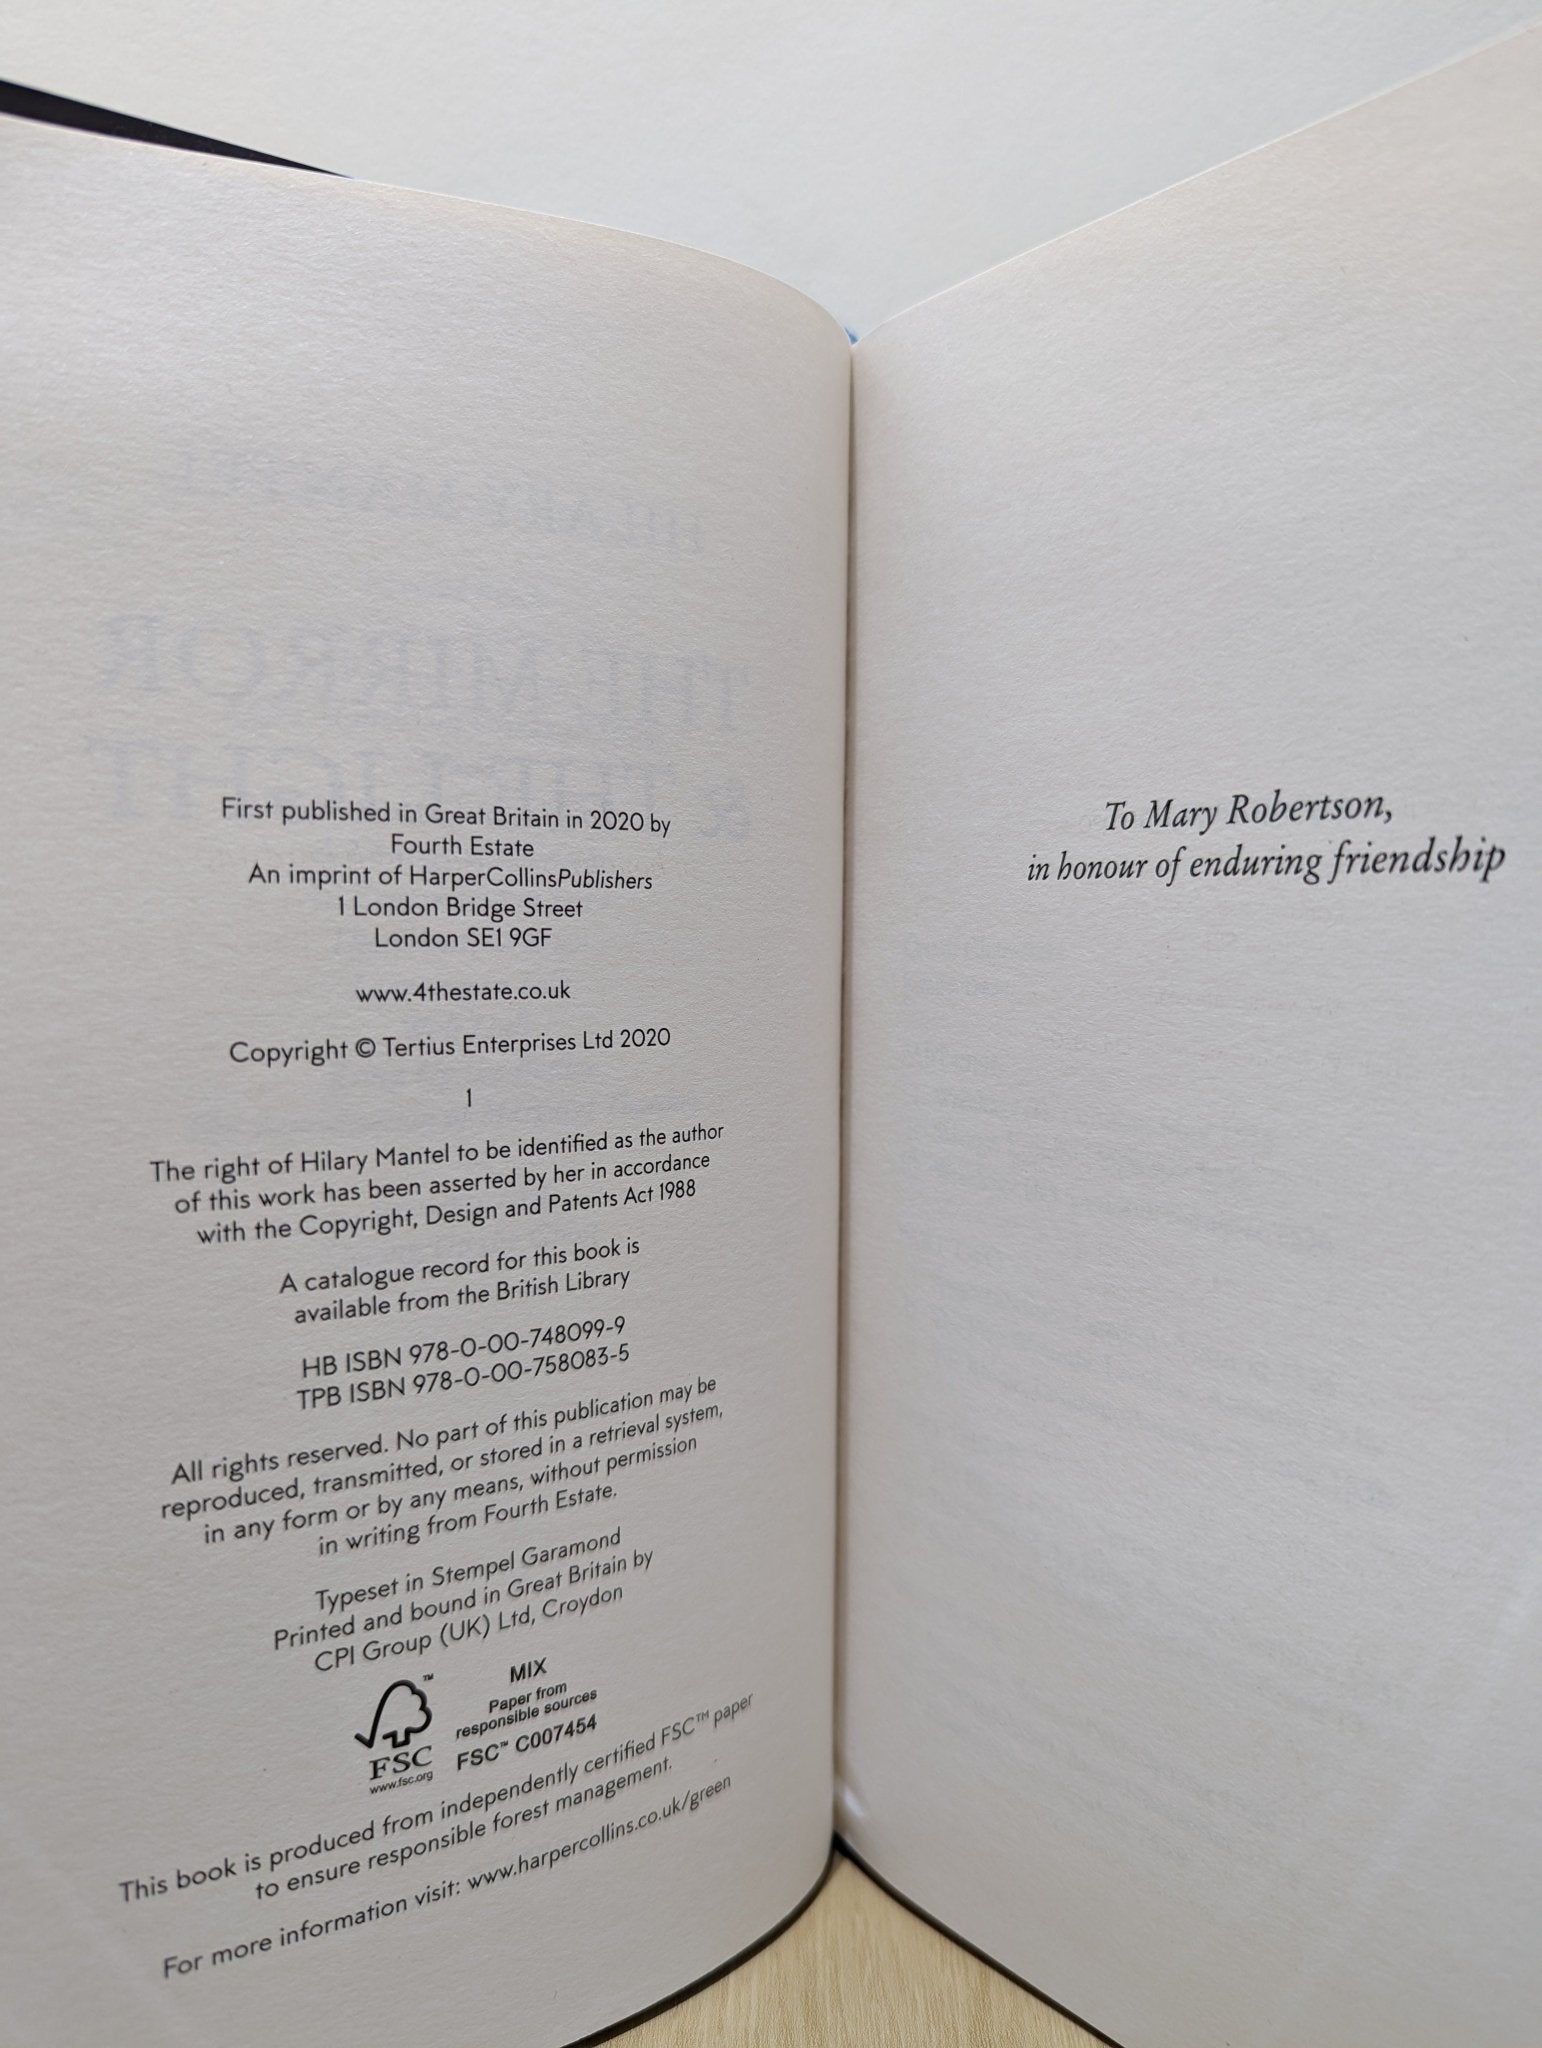 First published in Great Britain in 2020 by
Fourth Estate
An imprint of HarperCollinsPublishers
1 London Bridge Street
London SE1 9GF
www.4thestate.co.uk
Copyright © Tertius Enterprises Ltd 2020
1
The right of Hilary Mantel to be identified as the author
of this work has been asserted by her in accordance
with the Copyright, Design and Patents Act 1988
A catalogue record for this book is
available from the British Library
HB ISBN 978-0-00-748099-9
TPB ISBN 978-0-00-758083-5
All rights reserved. No part of this publication may be
reproduced, transmitted, or stored in a retrieval system,
in any form or by any means, without permission
in writing from Fourth Estate.
Typeset in Stempel Garamond
Printed and bound in Great Britain by
CPI Group (UK) Ltd, Croydon
FSC
www.fsc.org
MIX
Paper from
responsible sources
FSC™ C007454
This book is produced from independently certified FSC™ paper
to ensure responsible forest management.
For more information visit: www.harpercollins.co.uk/green
To Mary Robertson,
in honour of enduring friendship